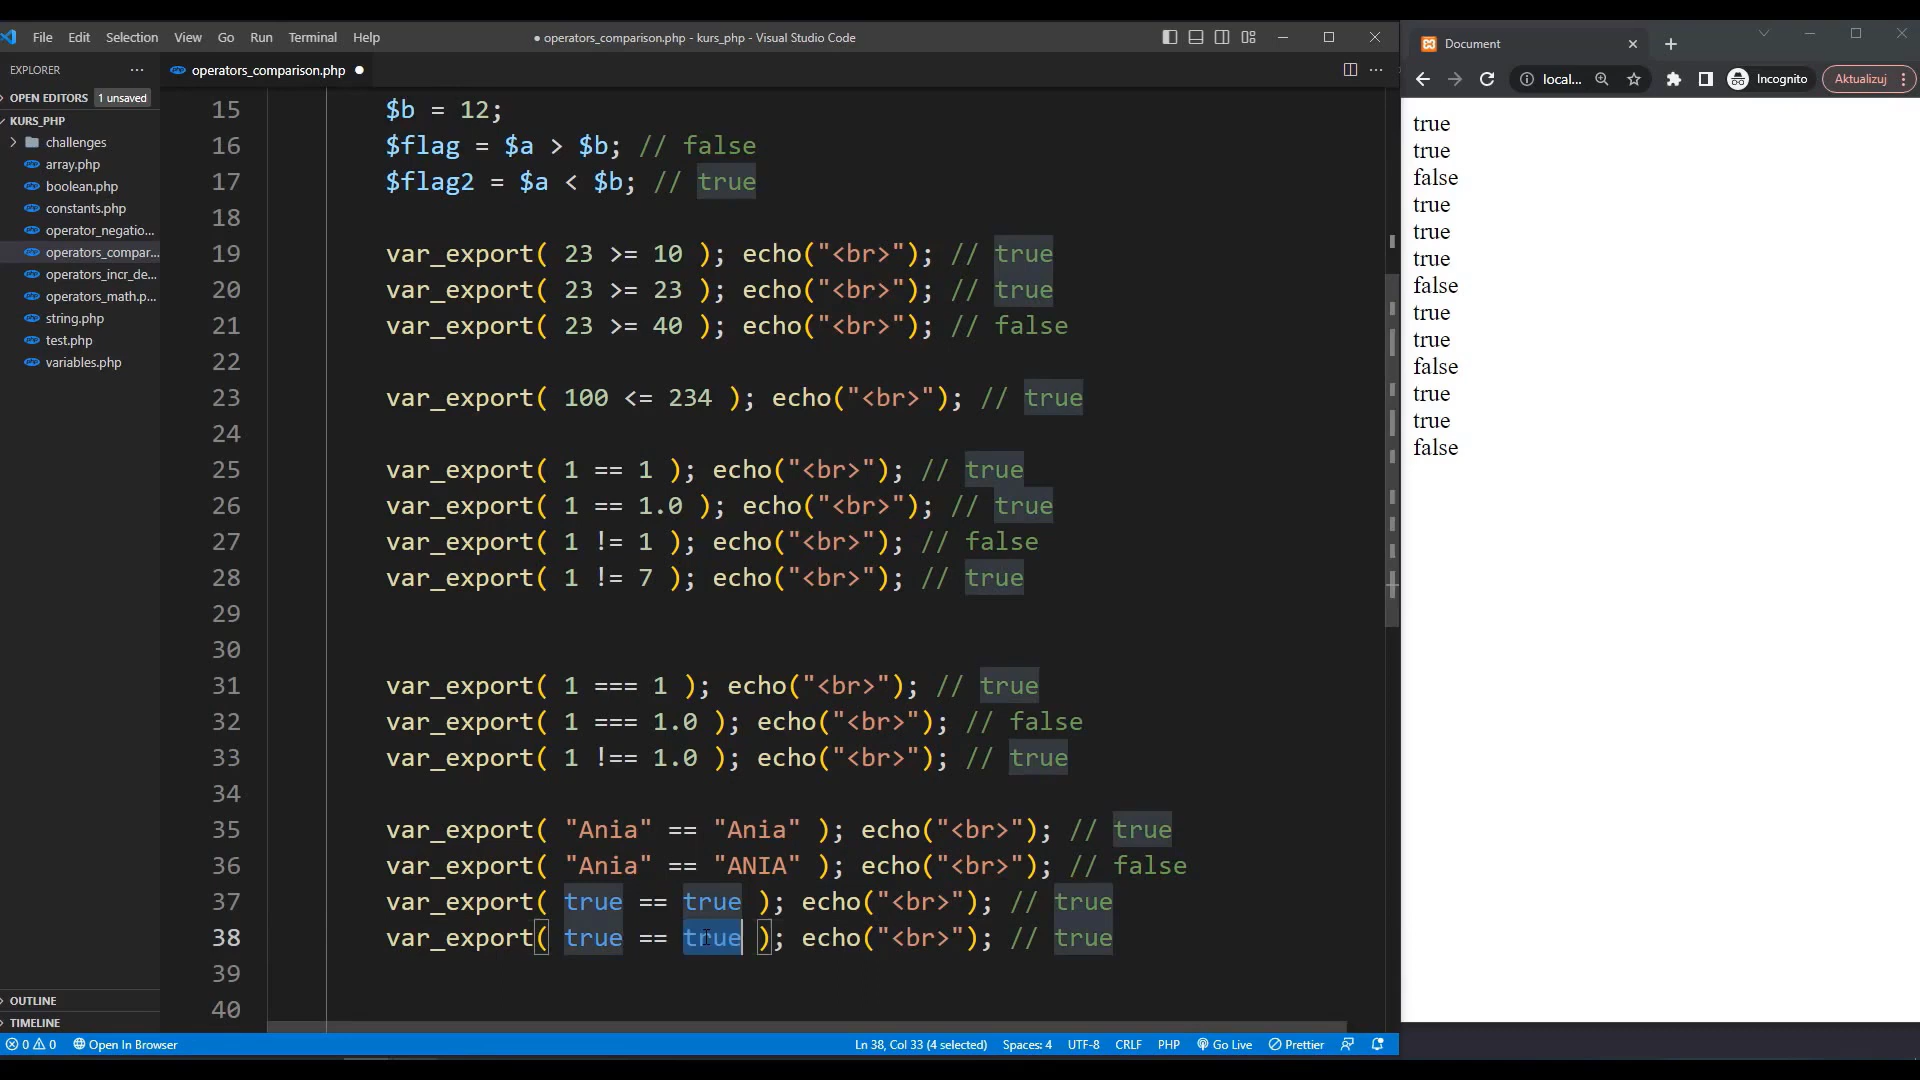 File Edit Selection View Go Run Terminal Help
● operators_comparison.php - kurs_php - Visual Studio Code
EXPLORER
OPEN EDITORS 1 unsaved
KURS_PHP
challenges
array.php
boolean.php
constants.php
operator_negatio...
operators_compar...
operators_incr_de...
operators_math.p...
string.php
test.php
variables.php
OUTLINE
TIMELINE
operators_comparison.php
15 $b = 12;
16 $flag = $a > $b; // false
17 $flag2 = $a < $b; // true
18
19 var_export( 23 >= 10 ); echo("<br>"); // true
20 var_export( 23 >= 23 ); echo("<br>"); // true
21 var_export( 23 >= 40 ); echo("<br>"); // false
22
23 var_export( 100 <= 234 ); echo("<br>"); // true
24
25 var_export( 1 == 1 ); echo("<br>"); // true
26 var_export( 1 == 1.0 ); echo("<br>"); // true
27 var_export( 1 != 1 ); echo("<br>"); // false
28 var_export( 1 != 7 ); echo("<br>"); // true
29
30
31 var_export( 1 === 1 ); echo("<br>"); // true
32 var_export( 1 === 1.0 ); echo("<br>"); // false
33 var_export( 1 !== 1.0 ); echo("<br>"); // true
34
35 var_export( "Ania" == "Ania" ); echo("<br>"); // true
36 var_export( "Ania" == "ANIA" ); echo("<br>"); // false
37 var_export( true == true ); echo("<br>"); // true
38 var_export( true == true ); echo("<br>"); // true
39
40
0 0 Open In Browser
Ln 38, Col 33 (4 selected) Spaces: 4 UTF-8 CRLF PHP Go Live Prettier
Document
local... Incognito Aktualizuj
true
true
false
true
true
true
false
true
true
false
true
true
false